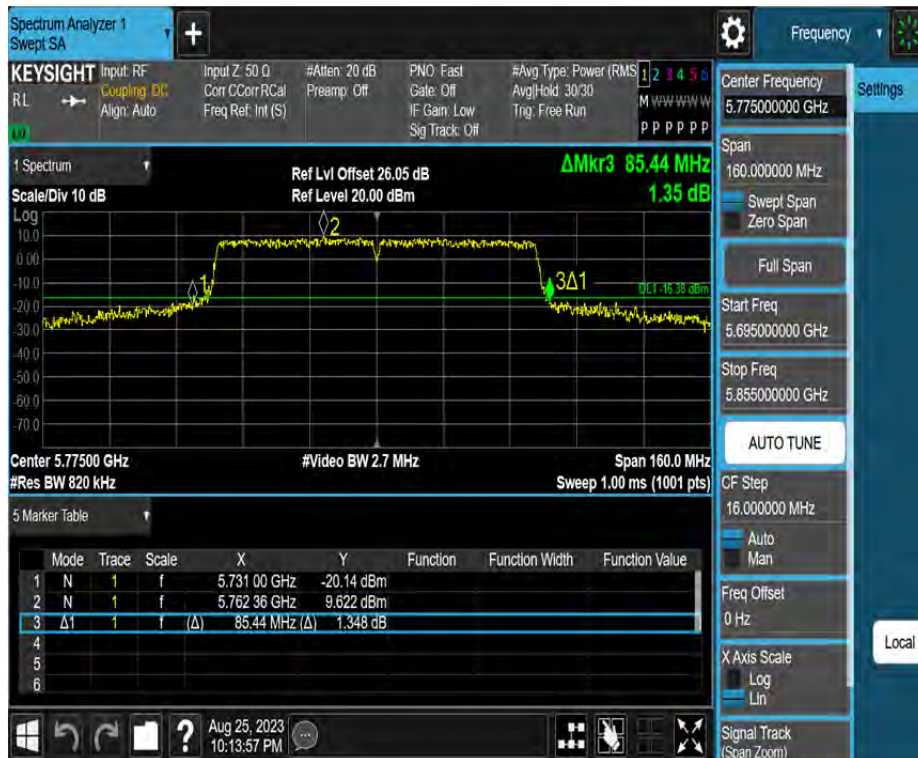 Spectrum Analyzer 1
Swept SA
+
Frequency
KEYSIGHT Input: RF Input Z: 50 Ω #Atten: 20 dB PNO: Fast #Avg Type: Power (RMS 1 2 3 4 5 6
RL Coupling: DC Corr CCorr RCal Preamp: Off Gate: Off Avg|Hold: 30/30 M W W W W W
Align: Auto Freq Ref: Int (S) IF Gain: Low Trig: Free Run
Sig Track: Off P P P P P P
1 Spectrum
Ref Lvl Offset 26.05 dB ΔMkr3 85.44 MHz
Scale/Div 10 dB Ref Level 20.00 dBm 1.35 dB
Log
10.0
0.00
-10.0
-20.0
-30.0
-40.0
-50.0
-60.0
-70.0
1
2
3Δ1
DL1 -16.38 dBm
Center 5.77500 GHz #Video BW 2.7 MHz Span 160.0 MHz
#Res BW 820 kHz Sweep 1.00 ms (1001 pts)
5 Marker Table
Mode Trace Scale X Y Function Function Width Function Value
1 N 1 f 5.731 00 GHz -20.14 dBm
2 N 1 f 5.762 36 GHz 9.622 dBm
3 Δ1 1 f (Δ) 85.44 MHz (Δ) 1.348 dB
4
5
6
?
Aug 25, 2023
10:13:57 PM
Center Frequency
5.775000000 GHz
Settings
Span
160.000000 MHz
Swept Span
Zero Span
Full Span
Start Freq
5.695000000 GHz
Stop Freq
5.855000000 GHz
AUTO TUNE
CF Step
16.000000 MHz
Auto
Man
Freq Offset
0 Hz
Local
X Axis Scale
Log
Lin
Signal Track
(Span Zoom)